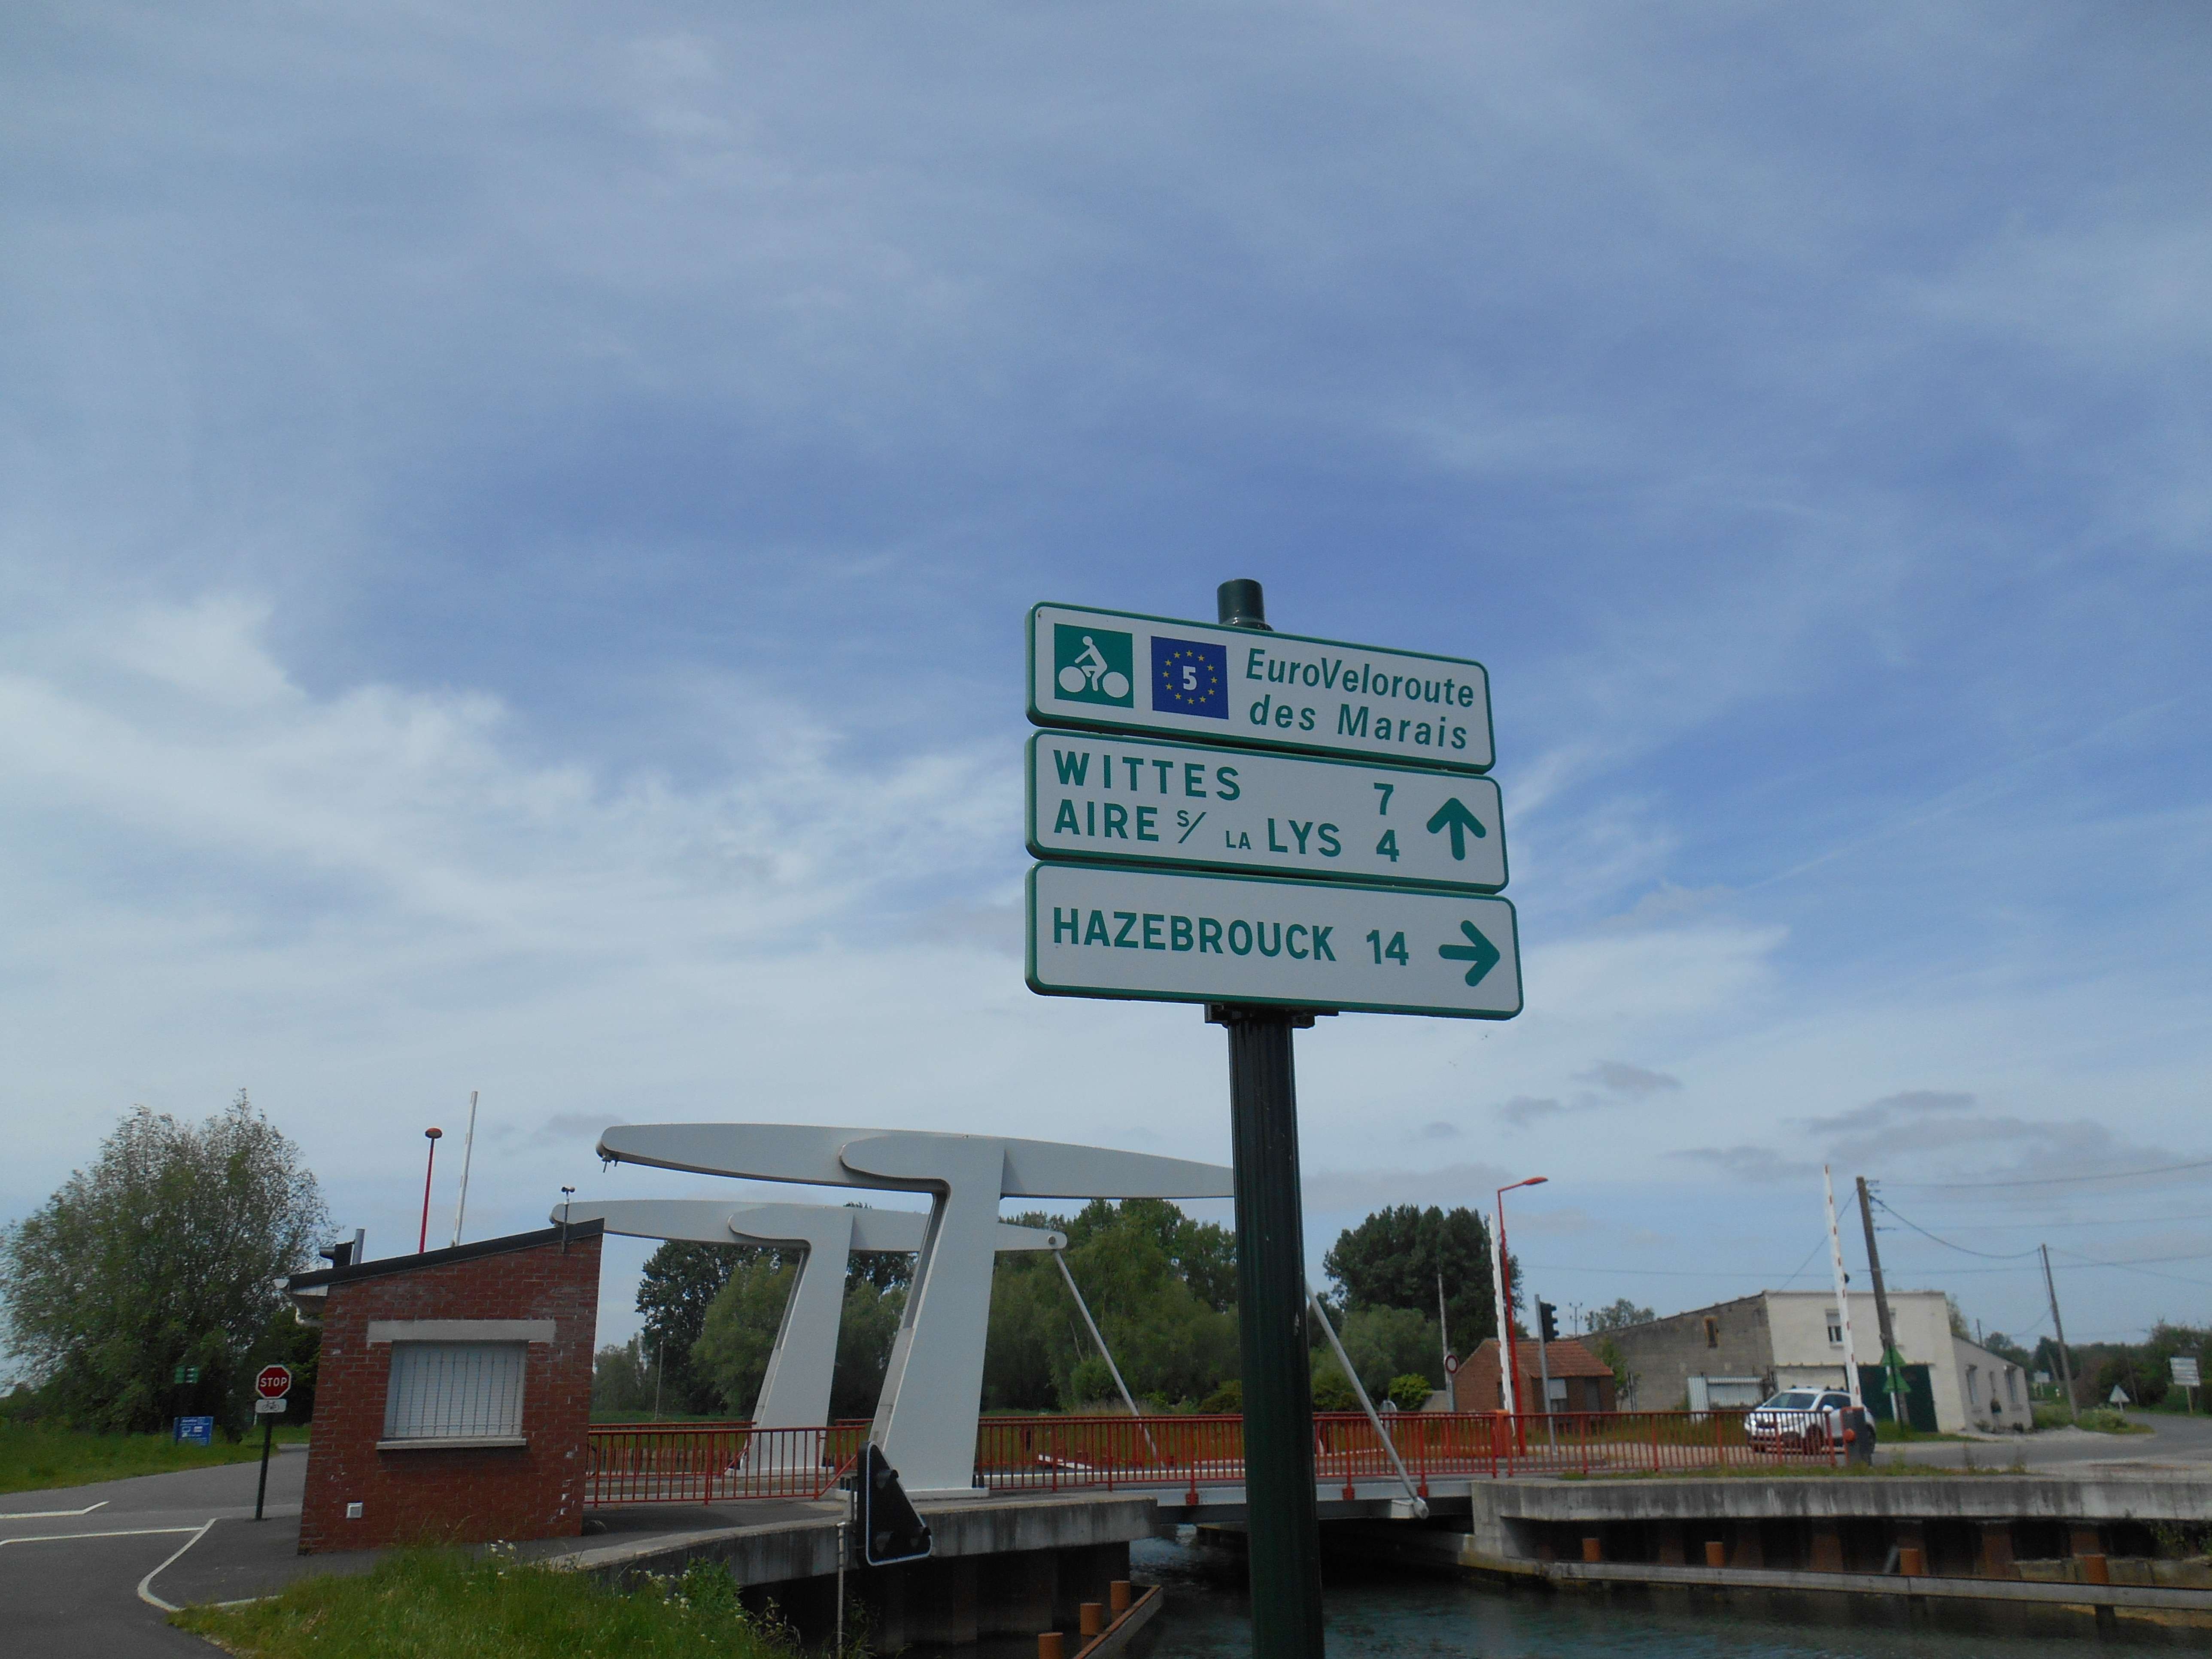 5 EuroVeloroute
des Marais
WITTES 7
AIRE S/ LA LYS 4
HAZEBROUCK 14
STOP